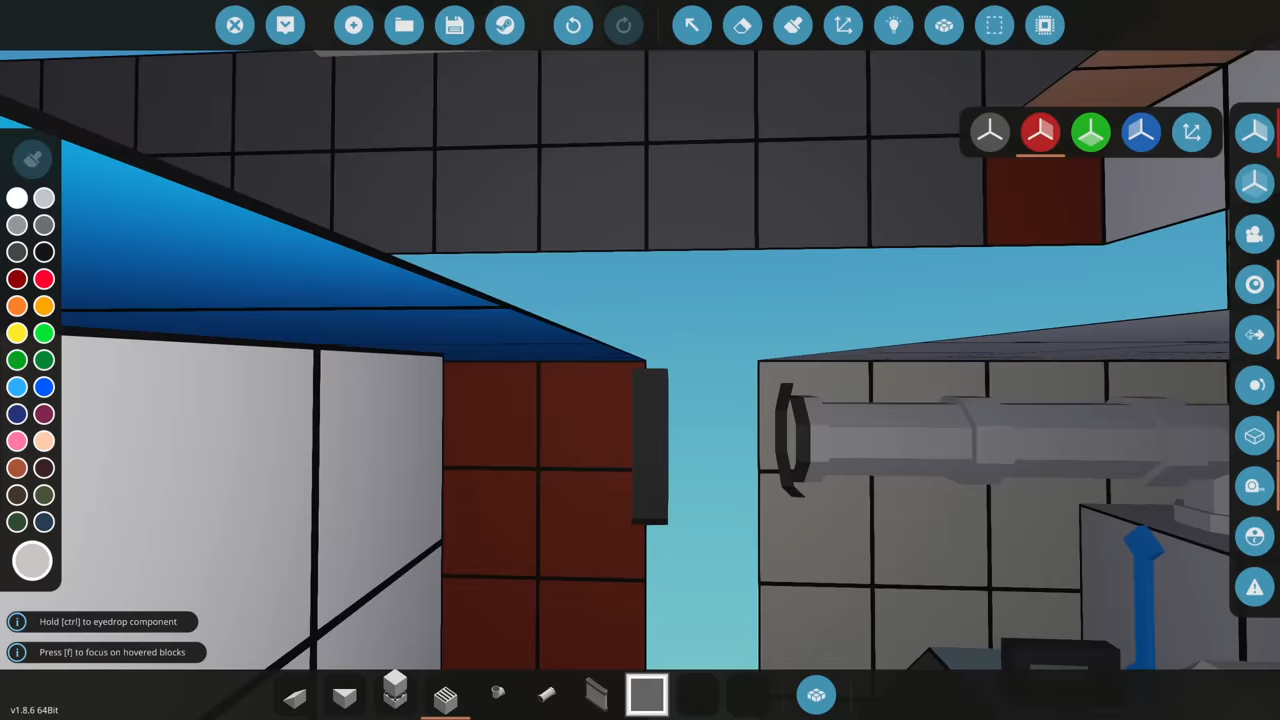 Hold [ctrl] to eyedrop component
Press [f] to focus on hovered blocks
v1.8.6 64Bit